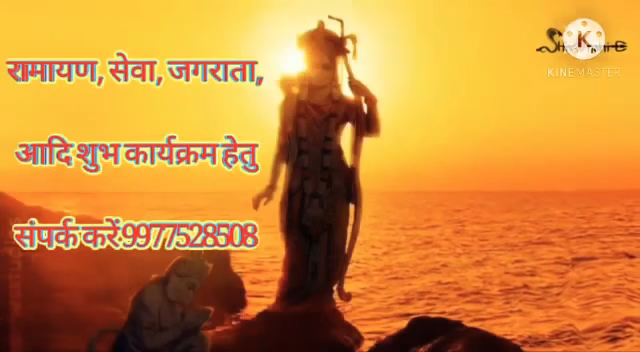 रामायण, सेवा, जगराता,
आदि शुभ कार्यक्रम हेतु
संपर्क करें 9977528508
K
KINEMASTER